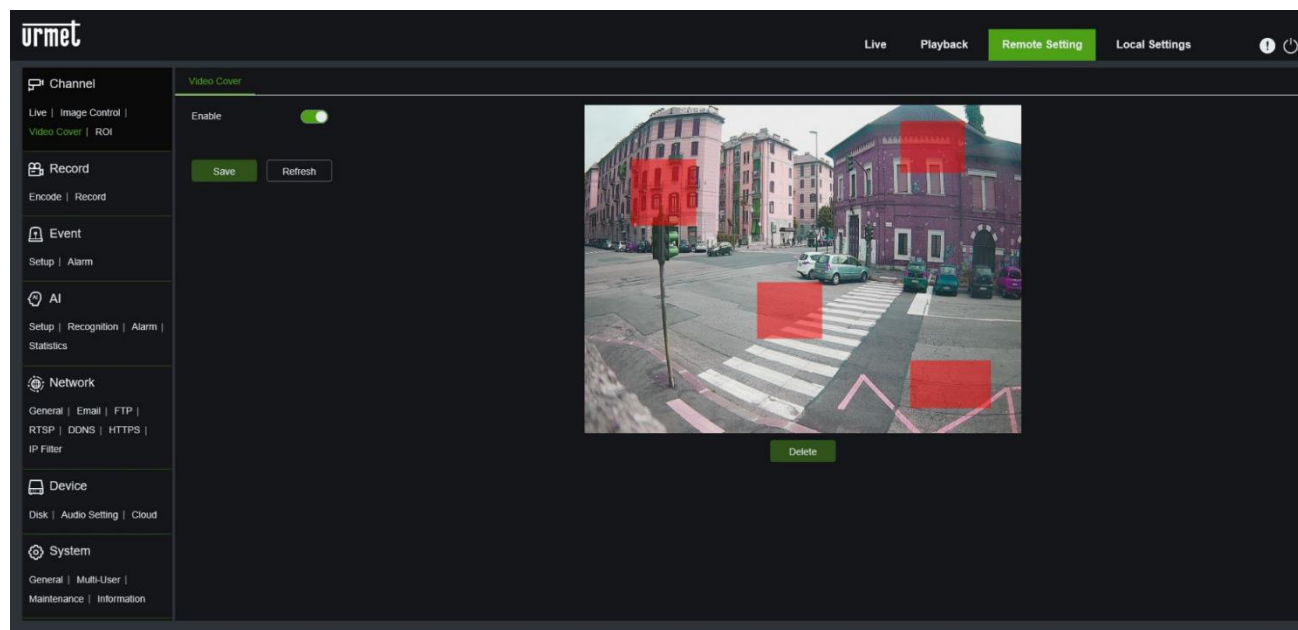 urmet
Live Playback Remote Setting Local Settings
Channel
Live | Image Control |
Video Cover | ROI
Record
Encode | Record
Event
Setup | Alarm
AI
Setup | Recognition | Alarm |
Statistics
Network
General | Email | FTP |
RTSP | DDNS | HTTPS |
IP Filter
Device
Disk | Audio Setting | Cloud
System
General | Multi-User |
Maintenance | Information
Video Cover
Enable
Save Refresh
Delete